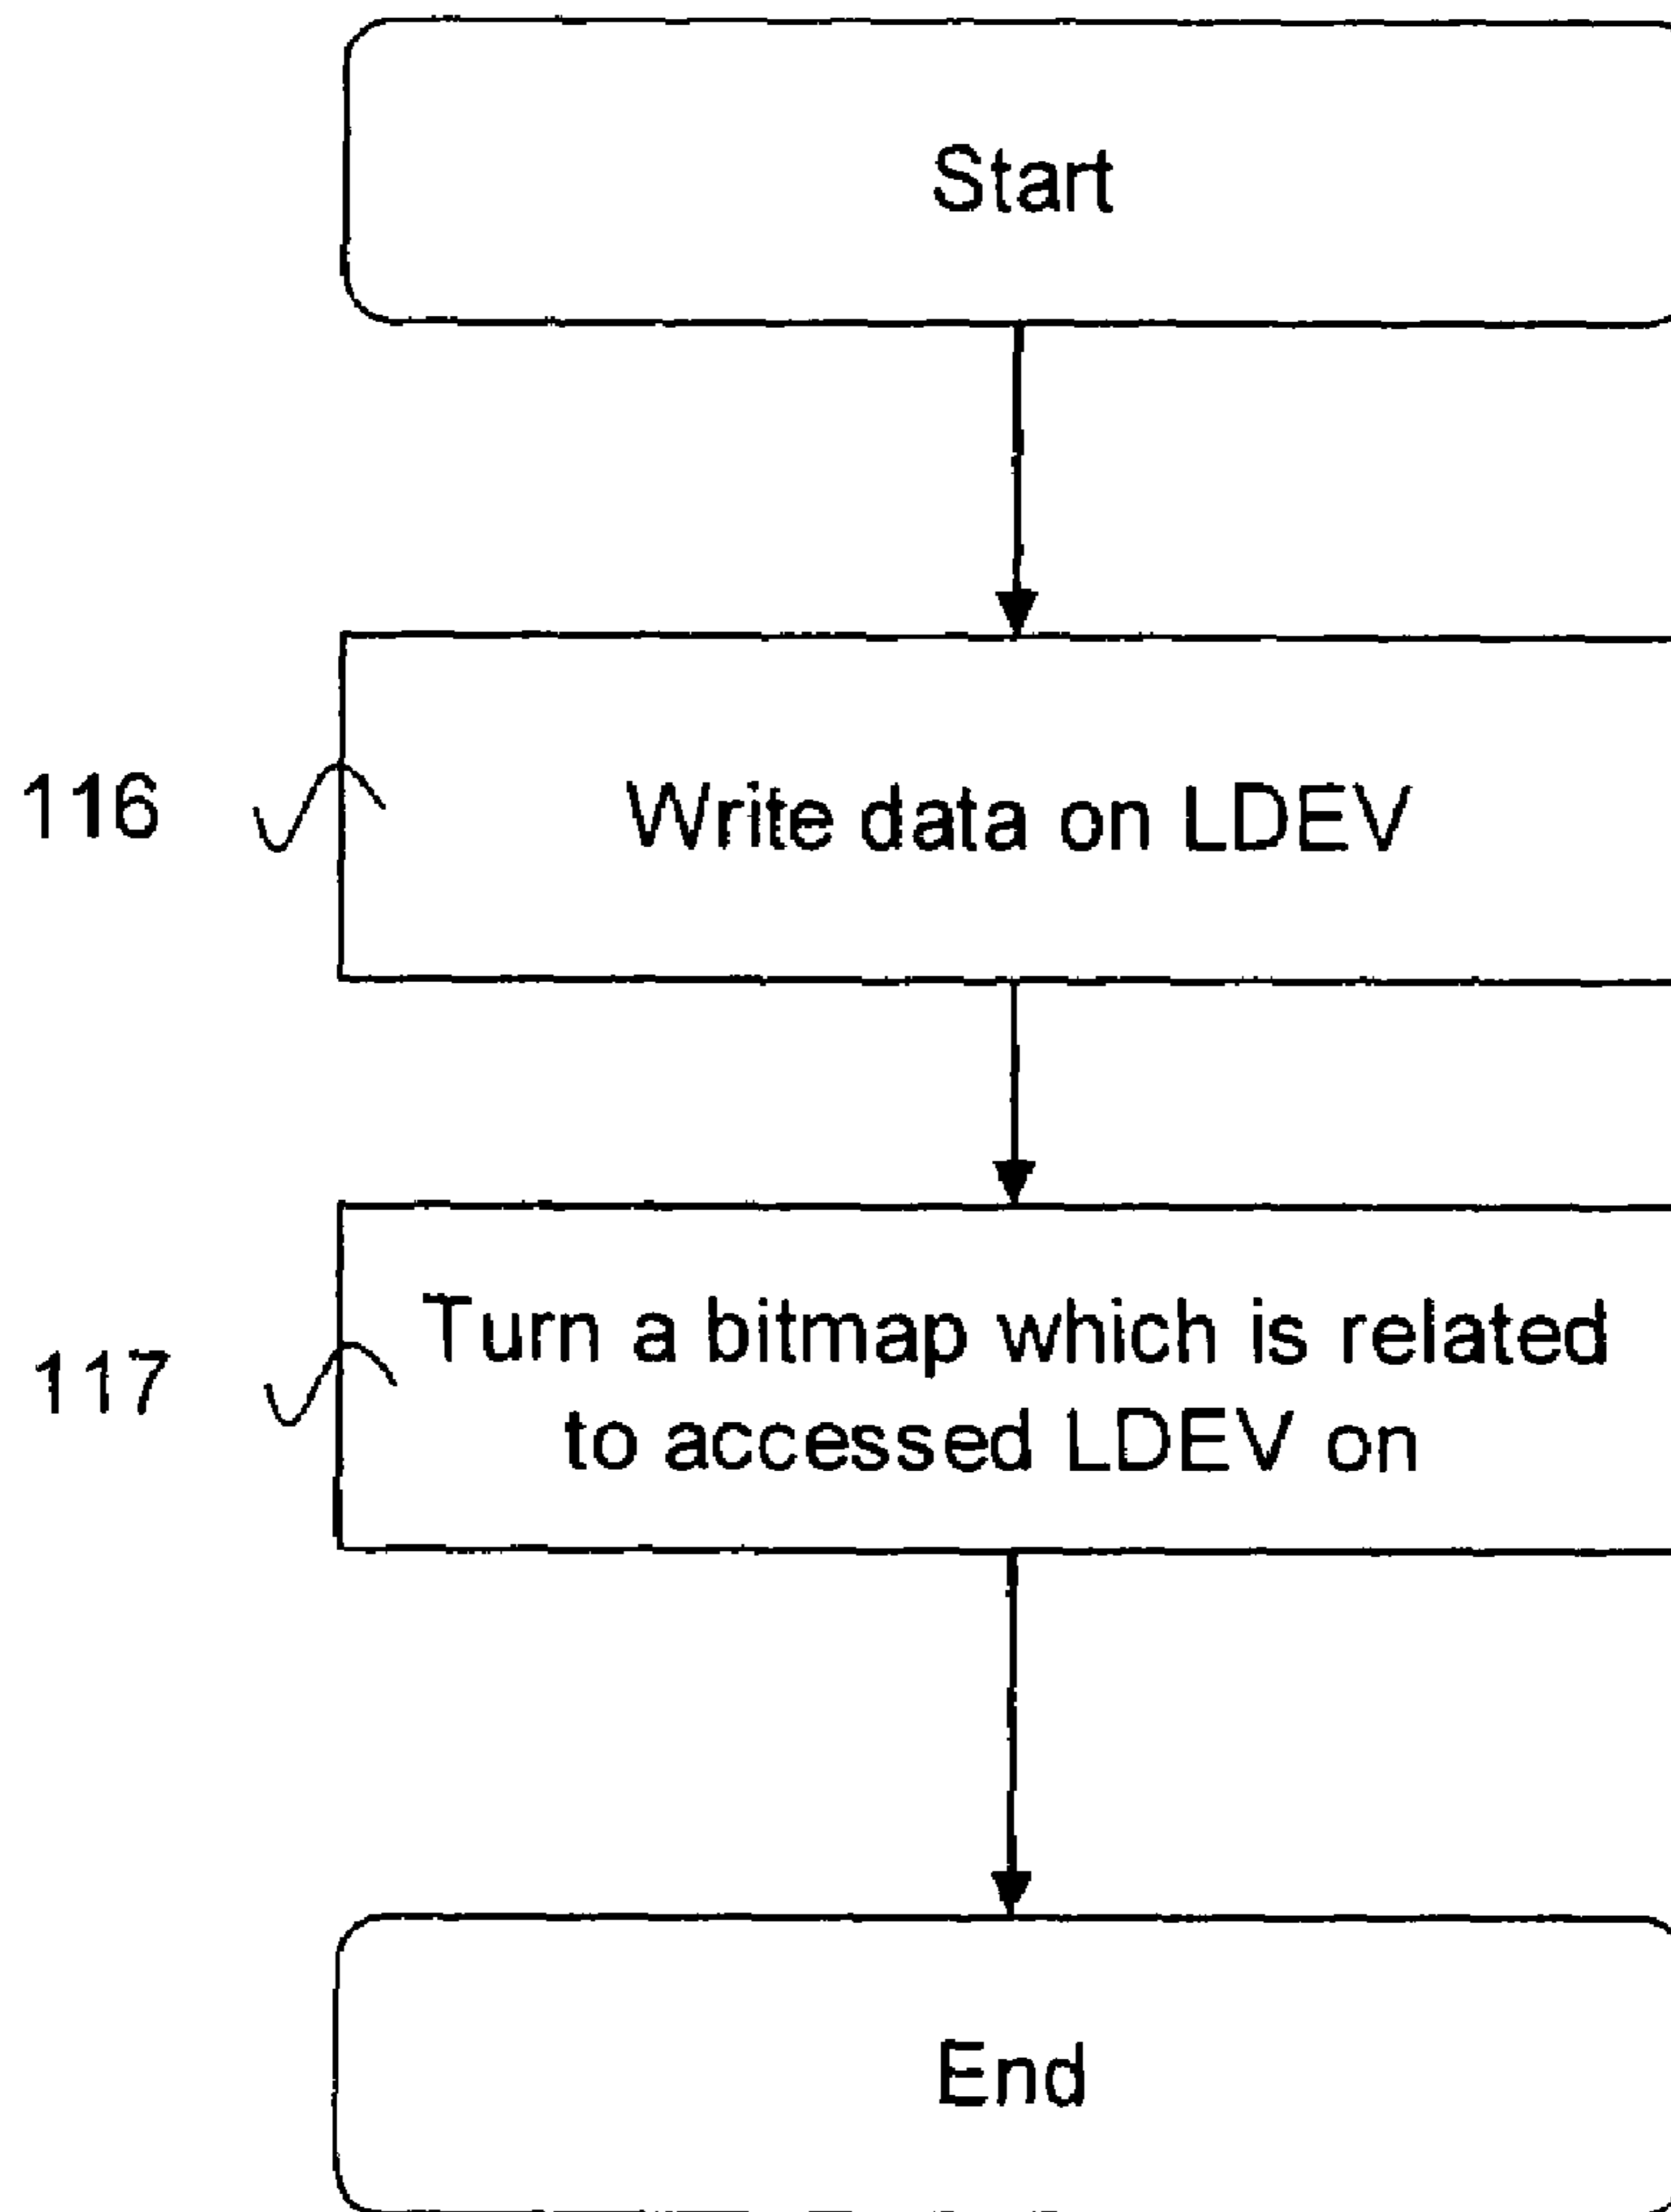 Start
116
Write data on LDEV
117
Turn a bitmap which is related
to accessed LDEV on
End